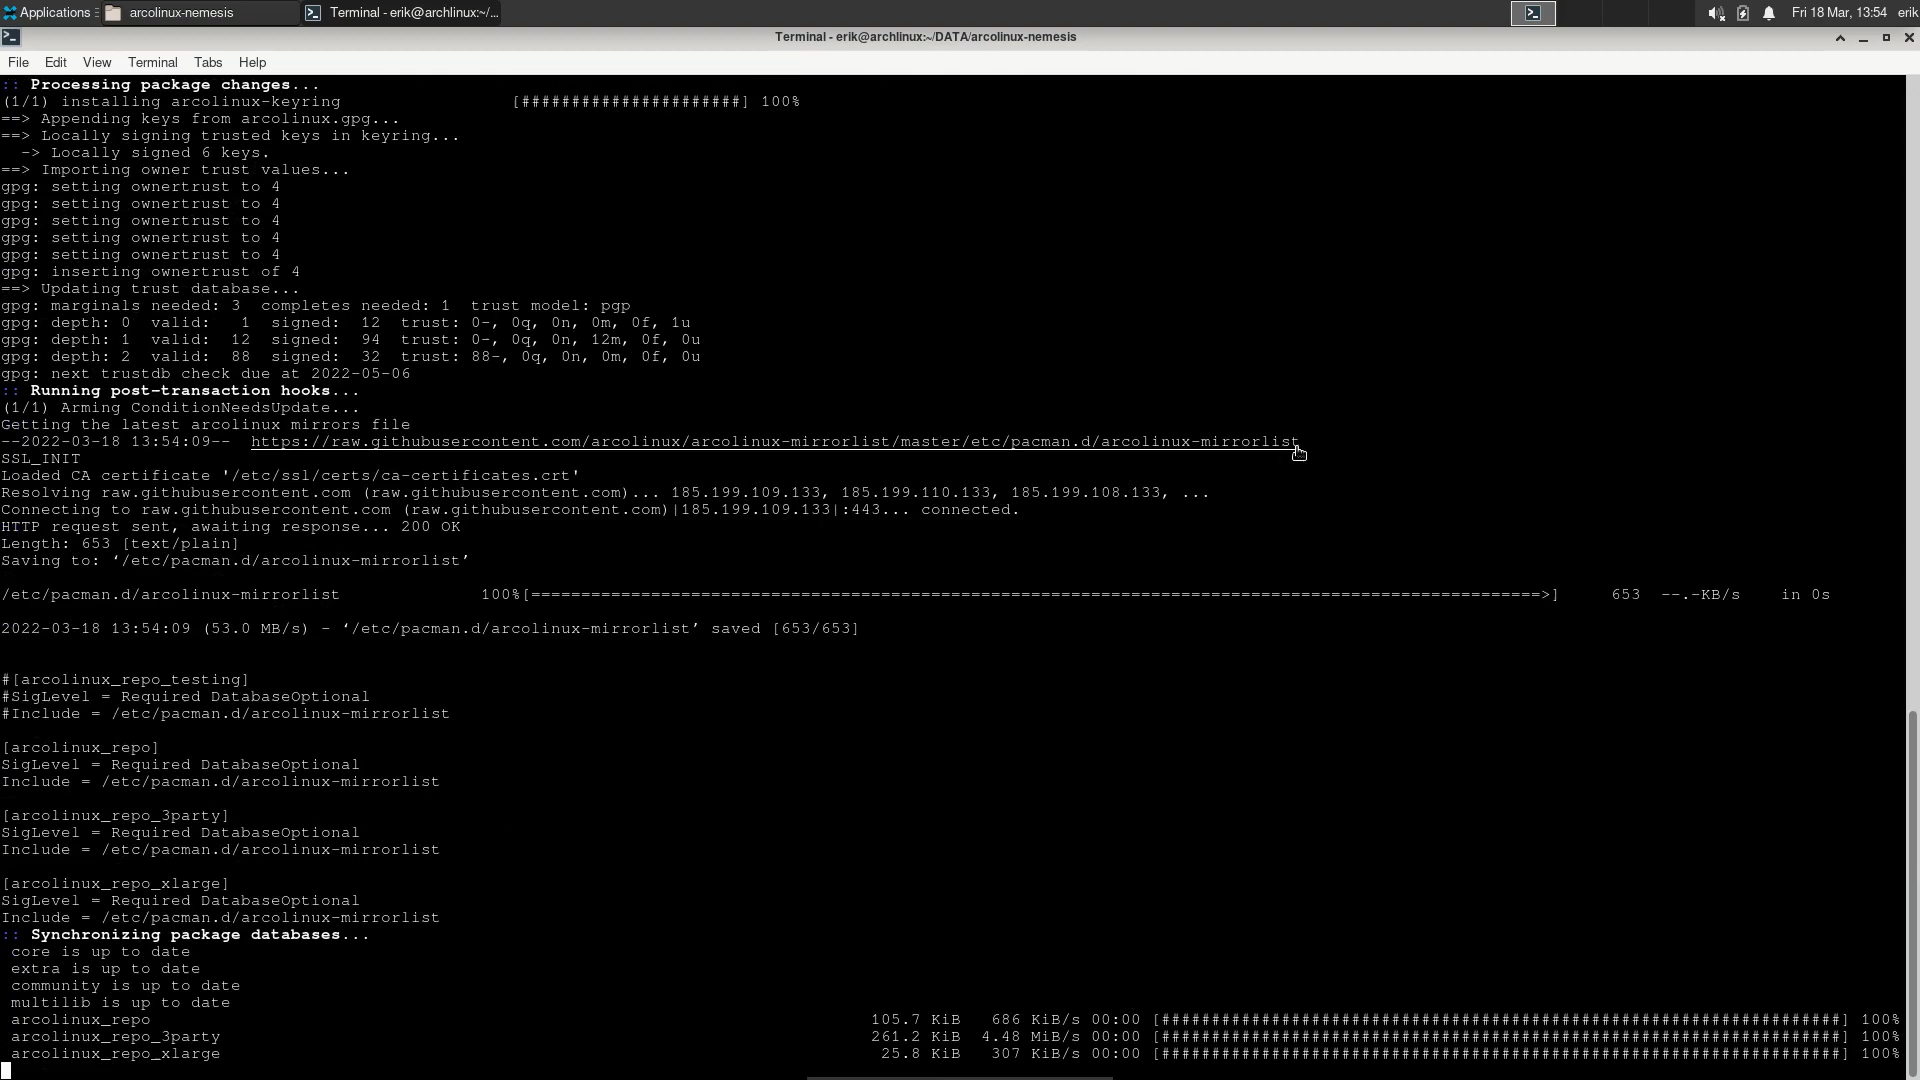 Applications
arcolinux-nemesis
Terminal - erik@archlinux:~/...
Fri 18 Mar, 13:54
erik
Terminal - erik@archlinux:~/DATA/arcolinux-nemesis
File Edit View Terminal Tabs Help
:: Processing package changes...
(1/1) installing arcolinux-keyring [######################] 100%
==> Appending keys from arcolinux.gpg...
==> Locally signing trusted keys in keyring...
-> Locally signed 6 keys.
==> Importing owner trust values...
gpg: setting ownertrust to 4
gpg: setting ownertrust to 4
gpg: setting ownertrust to 4
gpg: setting ownertrust to 4
gpg: setting ownertrust to 4
gpg: inserting ownertrust of 4
==> Updating trust database...
gpg: marginals needed: 3 completes needed: 1 trust model: pgp
gpg: depth: 0 valid: 1 signed: 12 trust: 0-, 0q, 0n, 0m, 0f, 1u
gpg: depth: 1 valid: 12 signed: 94 trust: 0-, 0q, 0n, 12m, 0f, 0u
gpg: depth: 2 valid: 88 signed: 32 trust: 88-, 0q, 0n, 0m, 0f, 0u
gpg: next trustdb check due at 2022-05-06
:: Running post-transaction hooks...
(1/1) Arming ConditionNeedsUpdate...
Getting the latest arcolinux mirrors file
--2022-03-18 13:54:09-- https://raw.githubusercontent.com/arcolinux/arcolinux-mirrorlist/master/etc/pacman.d/arcolinux-mirrorlist
SSL_INIT
Loaded CA certificate '/etc/ssl/certs/ca-certificates.crt'
Resolving raw.githubusercontent.com (raw.githubusercontent.com)... 185.199.109.133, 185.199.110.133, 185.199.108.133, ...
Connecting to raw.githubusercontent.com (raw.githubusercontent.com)|185.199.109.133|:443... connected.
HTTP request sent, awaiting response... 200 OK
Length: 653 [text/plain]
Saving to: ‘/etc/pacman.d/arcolinux-mirrorlist’
/etc/pacman.d/arcolinux-mirrorlist 100%[=====================================================================================================>] 653 --.-KB/s in 0s
2022-03-18 13:54:09 (53.0 MB/s) - ‘/etc/pacman.d/arcolinux-mirrorlist’ saved [653/653]
#[arcolinux_repo_testing]
#SigLevel = Required DatabaseOptional
#Include = /etc/pacman.d/arcolinux-mirrorlist
[arcolinux_repo]
SigLevel = Required DatabaseOptional
Include = /etc/pacman.d/arcolinux-mirrorlist
[arcolinux_repo_3party]
SigLevel = Required DatabaseOptional
Include = /etc/pacman.d/arcolinux-mirrorlist
[arcolinux_repo_xlarge]
SigLevel = Required DatabaseOptional
Include = /etc/pacman.d/arcolinux-mirrorlist
:: Synchronizing package databases...
core is up to date
extra is up to date
community is up to date
multilib is up to date
arcolinux_repo 105.7 KiB 686 KiB/s 00:00 [####################################################################] 100%
arcolinux_repo_3party 261.2 KiB 4.48 MiB/s 00:00 [####################################################################] 100%
arcolinux_repo_xlarge 25.8 KiB 307 KiB/s 00:00 [####################################################################] 100%